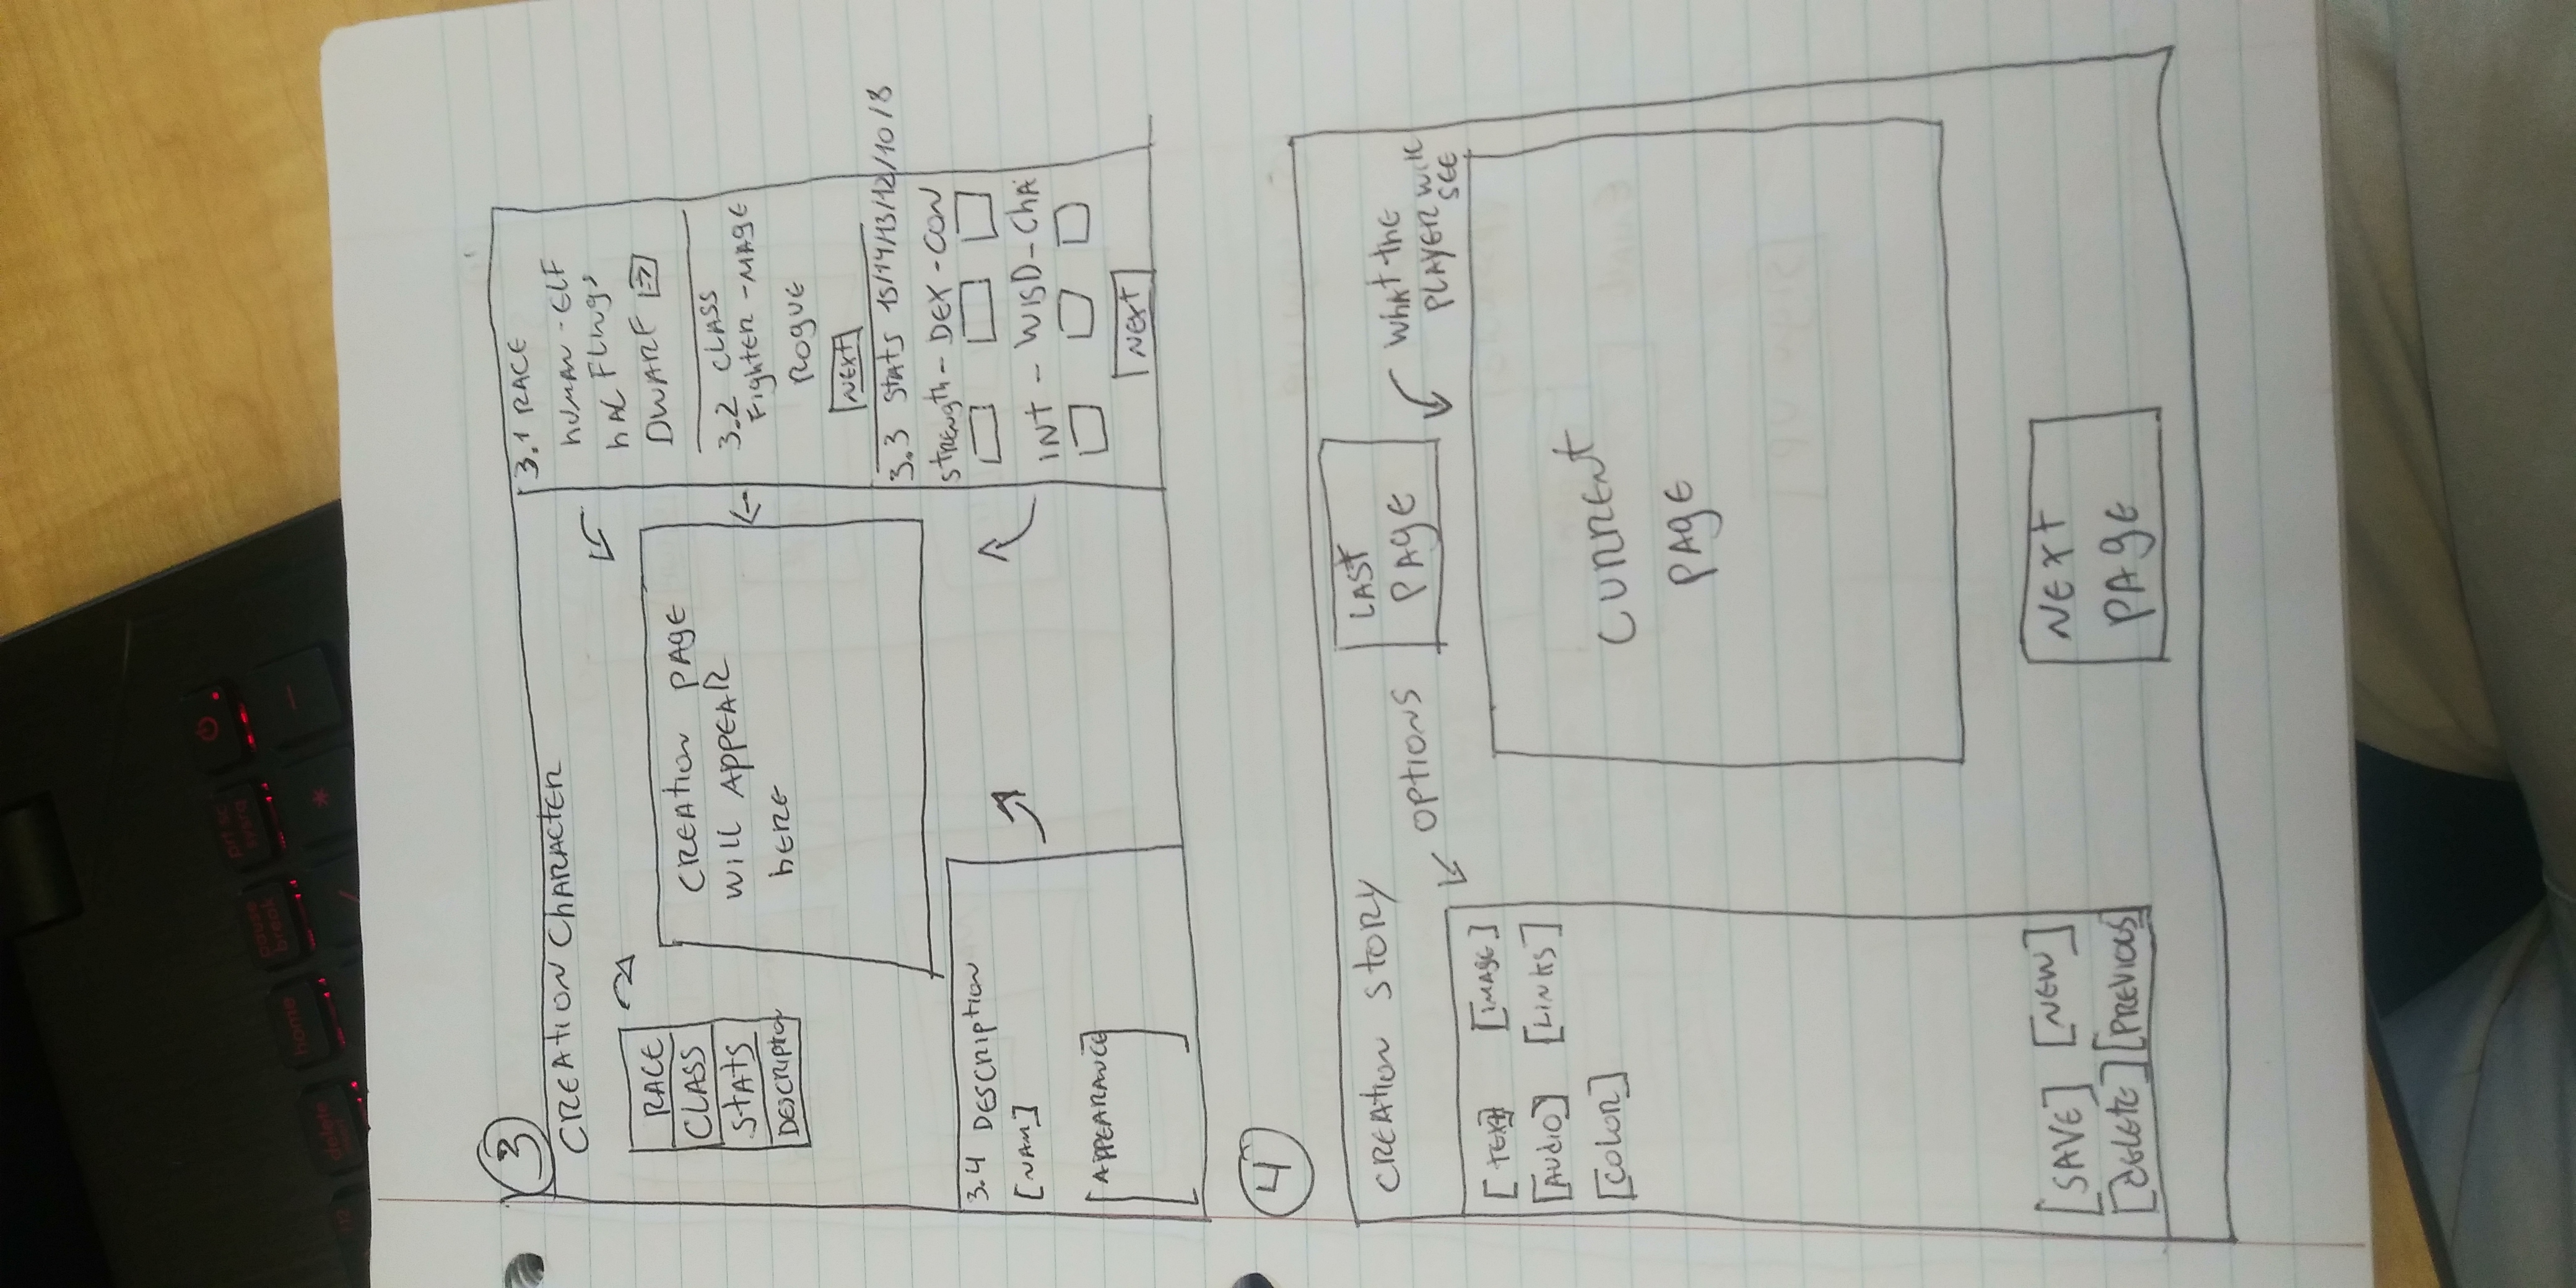 prt sc
sysrq
pause
break
home
delete
f12
/
*
-
3
CREATION CHARACTER
RACE
CLASS
STATS
DESCRIPTIO
CREATION PAGE
WILL APPEAR
HERE
3.1 RACE
HUMAN - ELF
HALFLINGS
DWARF →
3.2 CLASS
FIGHTER - MAGE
ROGUE
NEXT
3.3 STATS 15/14/13/12/10/8
STRENGTH - DEX - CON
INT - WISD - CHA
NEXT
3.4 DESCRIPTION
[NAM]
[APPEARANCE]
4
CREATION STORY
OPTIONS
LAST
PAGE
WHAT THE
PLAYER WILL
SEE
[TEXT] [IMAGE]
[AUDIO] [LINKS]
[COLOR]
CURRENT
PAGE
[SAVE] [NEW]
[DELETE] [PREVIOUS]
NEXT
PAGE